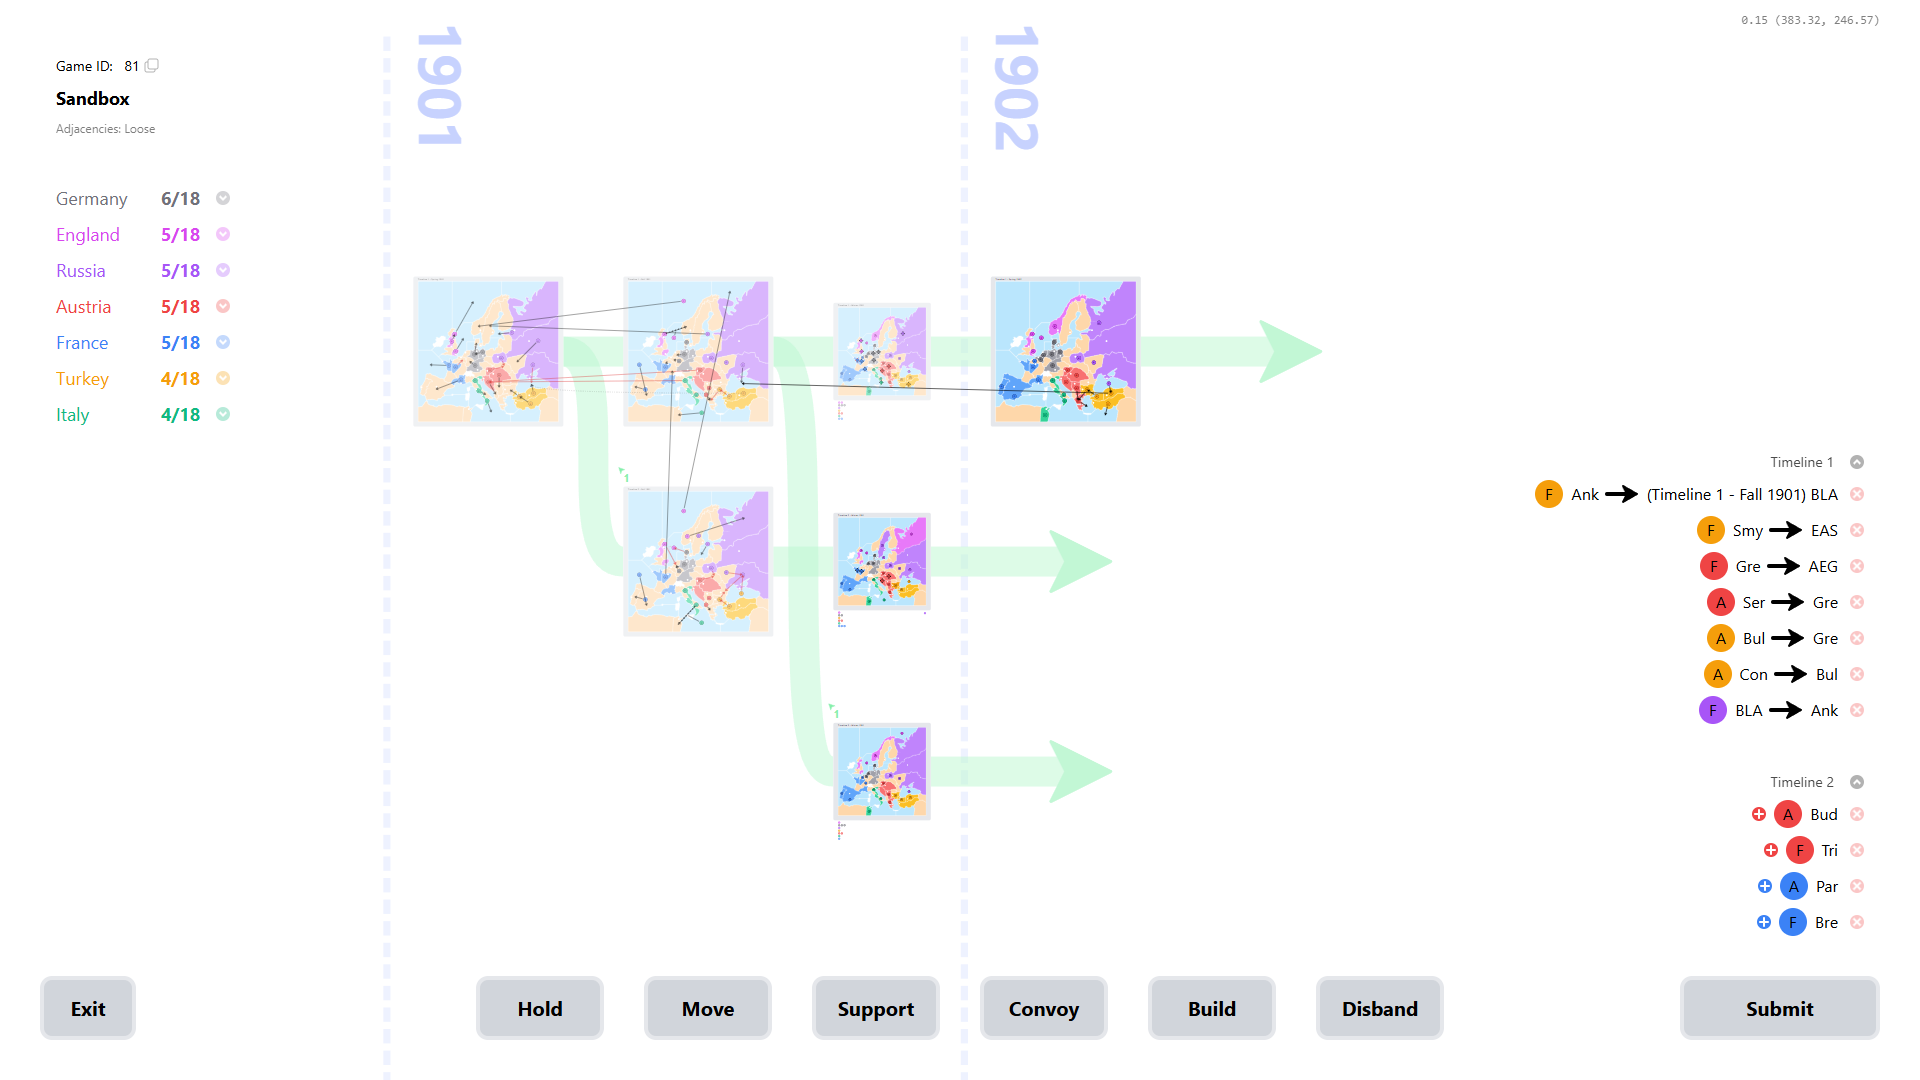 0.15 (383.32, 246.57)
1901
1902
Game ID: 81
Sandbox
Adjacencies: Loose
Germany 6/18
England 5/18
Russia 5/18
Austria 5/18
France 5/18
Turkey 4/18
Italy 4/18
1
1
Timeline 1
F Ank (Timeline 1 - Fall 1901) BLA
F Smy EAS
F Gre AEG
A Ser Gre
A Bul Gre
A Con Bul
F BLA Ank
Timeline 2
A Bud
F Tri
A Par
F Bre
Exit
Hold
Move
Support
Convoy
Build
Disband
Submit